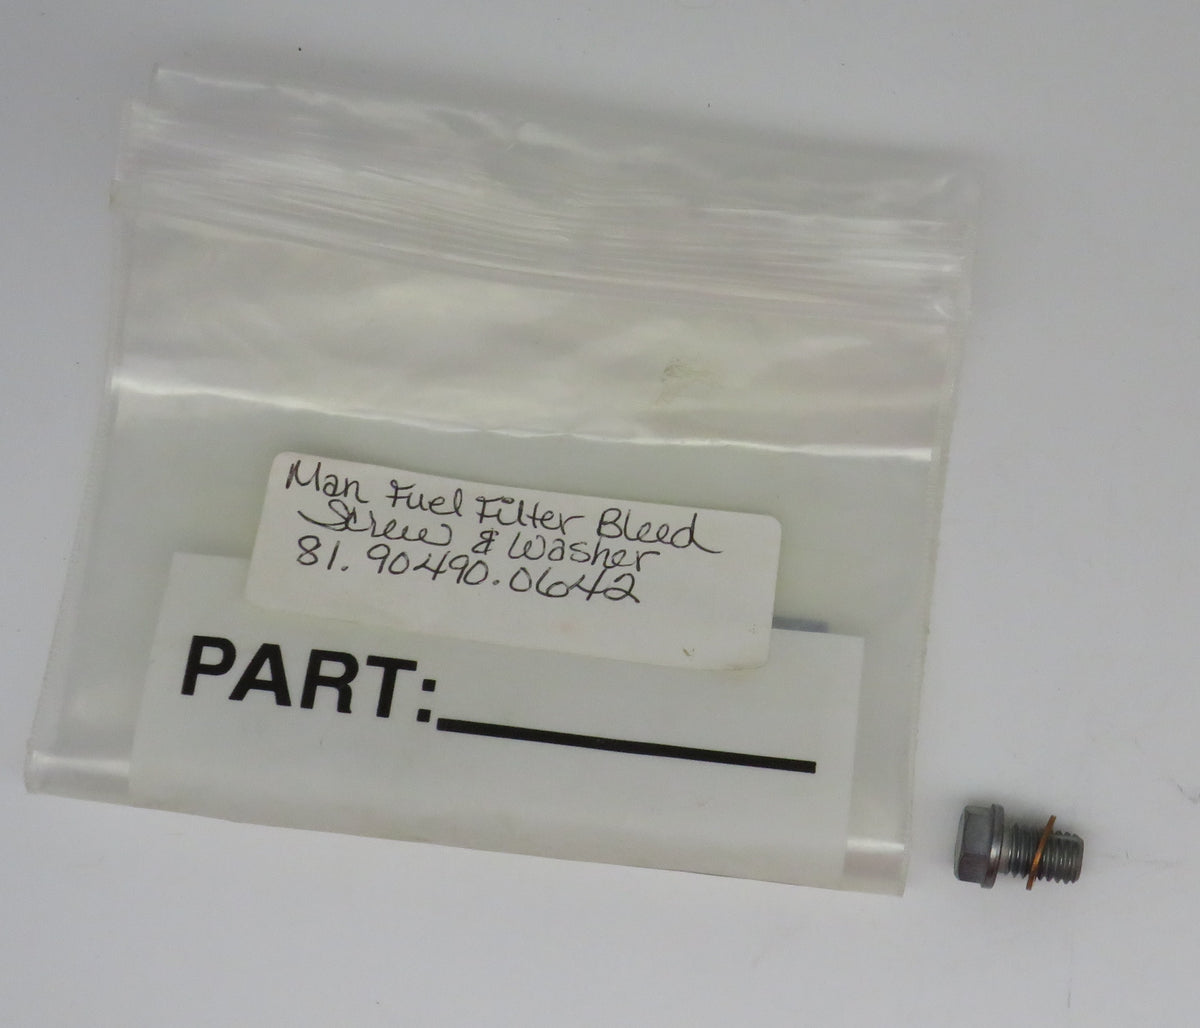 Man Fuel Filter Bleed
Screw & Washer
81.90490.0642
PART: